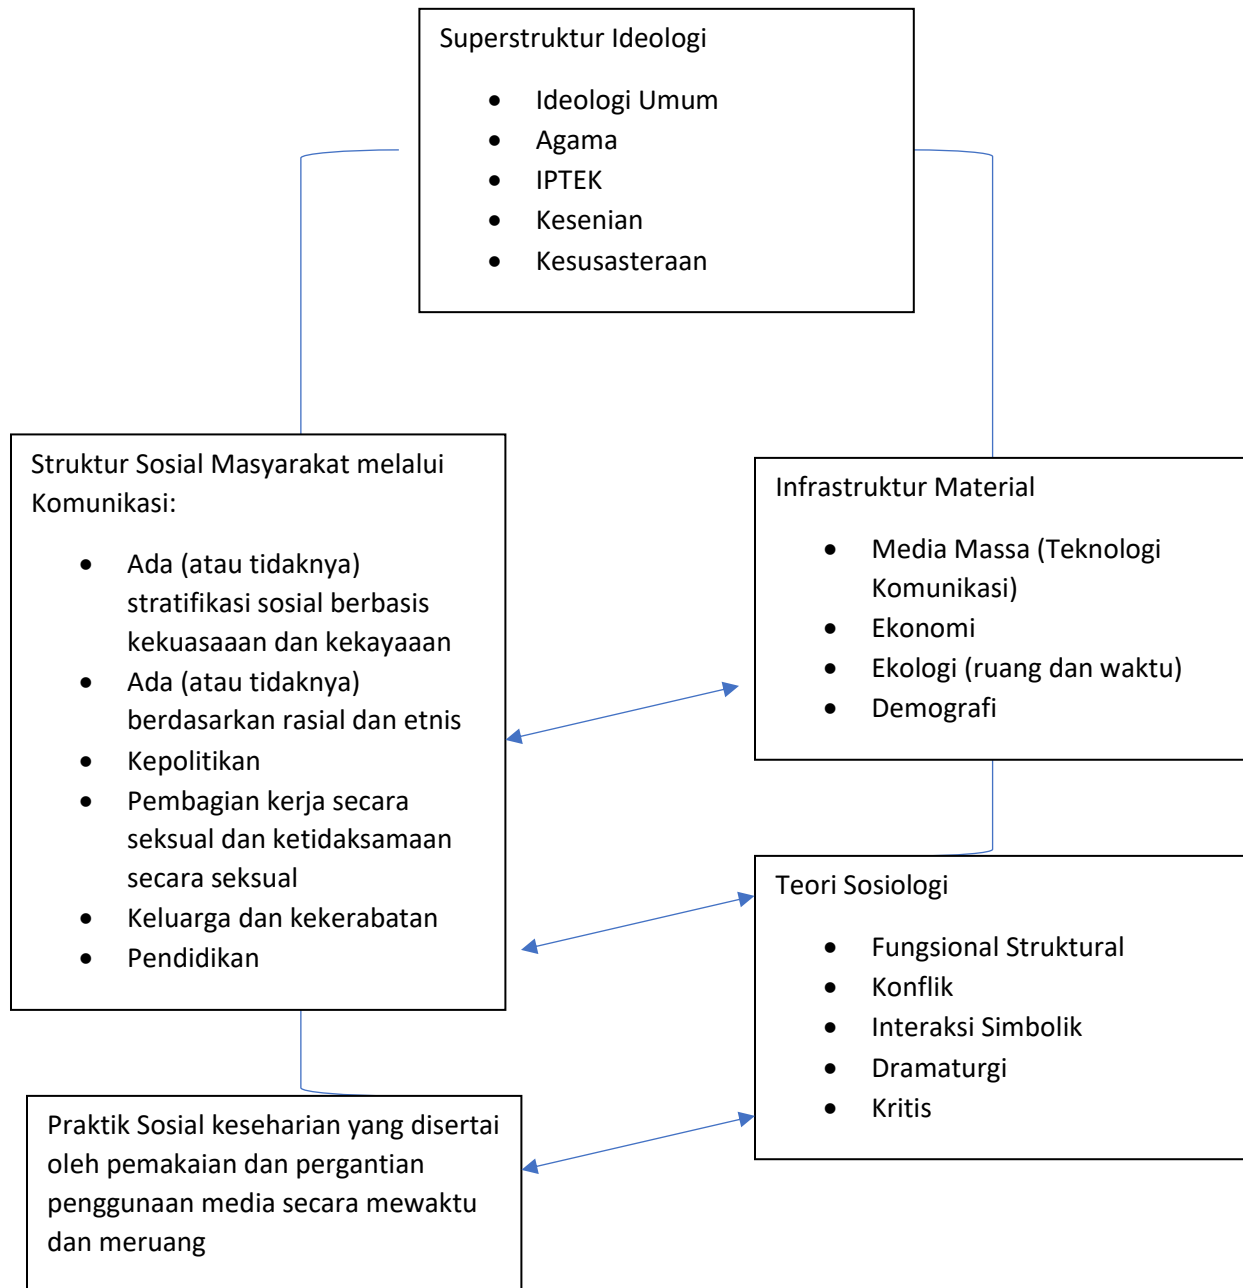 Superstruktur Ideologi
• Ideologi Umum
• Agama
• IPTEK
• Kesenian
• Kesusasteraan
Struktur Sosial Masyarakat melalui
Komunikasi:
• Ada (atau tidaknya)
stratifikasi sosial berbasis
kekuasaaan dan kekayaaan
• Ada (atau tidaknya)
berdasarkan rasial dan etnis
• Kepolitikan
• Pembagian kerja secara
seksual dan ketidaksamaan
secara seksual
• Keluarga dan kekerabatan
• Pendidikan
Infrastruktur Material
• Media Massa (Teknologi
Komunikasi)
• Ekonomi
• Ekologi (ruang dan waktu)
• Demografi
Teori Sosiologi
• Fungsional Struktural
• Konflik
• Interaksi Simbolik
• Dramaturgi
• Kritis
Praktik Sosial keseharian yang disertai
oleh pemakaian dan pergantian
penggunaan media secara mewaktu
dan meruang